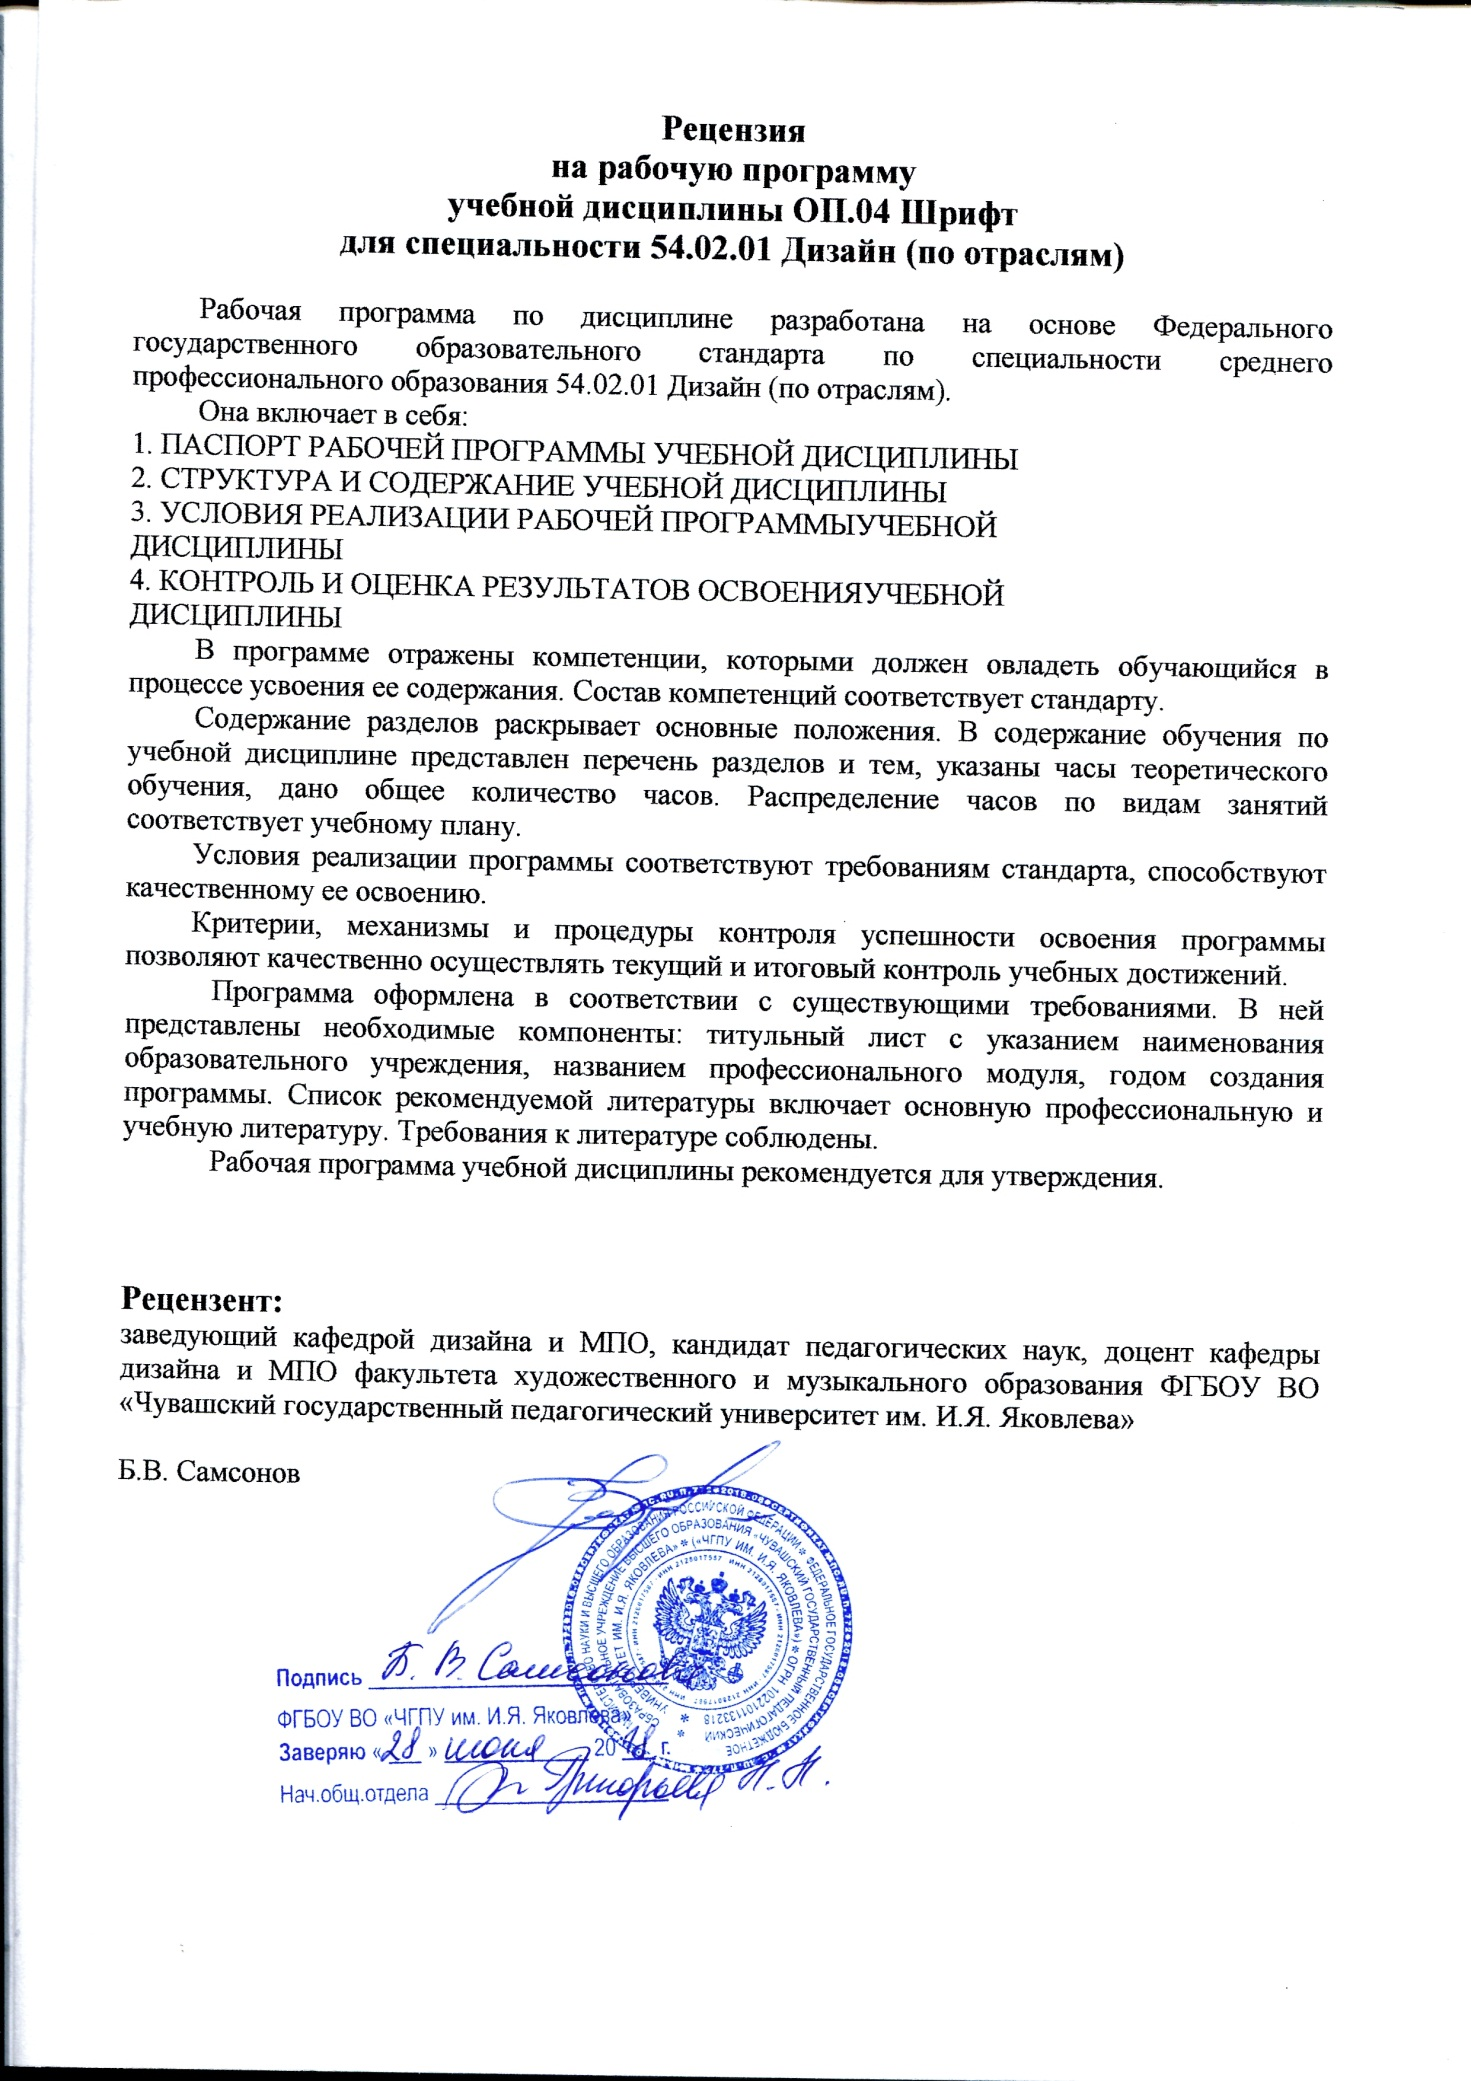 Рецензия
на рабочую программу
учебной дисциплины ОП.04 Шрифт
для специальности 54.02.01 Дизайн (по отраслям)
Рабочая программа по дисциплине разработана на основе Федерального
государственного образовательного стандарта по специальности среднего
профессионального образования 54.02.01 Дизайн (по отраслям).
Она включает в себя:
1. ПАСПОРТ РАБОЧЕЙ ПРОГРАММЫ УЧЕБНОЙ ДИСЦИПЛИНЫ
2. СТРУКТУРА И СОДЕРЖАНИЕ УЧЕБНОЙ ДИСЦИПЛИНЫ
3. УСЛОВИЯ РЕАЛИЗАЦИИ РАБОЧЕЙ ПРОГРАММЫУЧЕБНОЙ
ДИСЦИПЛИНЫ
4. КОНТРОЛЬ И ОЦЕНКА РЕЗУЛЬТАТОВ ОСВОЕНИЯУЧЕБНОЙ
ДИСЦИПЛИНЫ
В программе отражены компетенции, которыми должен овладеть обучающийся в
процессе усвоения ее содержания. Состав компетенций соответствует стандарту.
Содержание разделов раскрывает основные положения. В содержание обучения по
учебной дисциплине представлен перечень разделов и тем, указаны часы теоретического
обучения, дано общее количество часов. Распределение часов по видам занятий
соответствует учебному плану.
Условия реализации программы соответствуют требованиям стандарта, способствуют
качественному ее освоению.
Критерии, механизмы и процедуры контроля успешности освоения программы
позволяют качественно осуществлять текущий и итоговый контроль учебных достижений.
Программа оформлена в соответствии с существующими требованиями. В ней
представлены необходимые компоненты: титульный лист с указанием наименования
образовательного учреждения, названием профессионального модуля, годом создания
программы. Список рекомендуемой литературы включает основную профессиональную и
учебную литературу. Требования к литературе соблюдены.
Рабочая программа учебной дисциплины рекомендуется для утверждения.
Рецензент:
заведующий кафедрой дизайна и МПО, кандидат педагогических наук, доцент кафедры
дизайна и МПО факультета художественного и музыкального образования ФГБОУ ВО
«Чувашский государственный педагогический университет им. И.Я. Яковлева»
Б.В. Самсонов
Подпись Б. В. Самсонова
ФГБОУ ВО «ЧГПУ им. И.Я. Яковлева»
Заверяю «28» июня 2018 г.
Нач.общ.отдела Григорьева Н.Н.